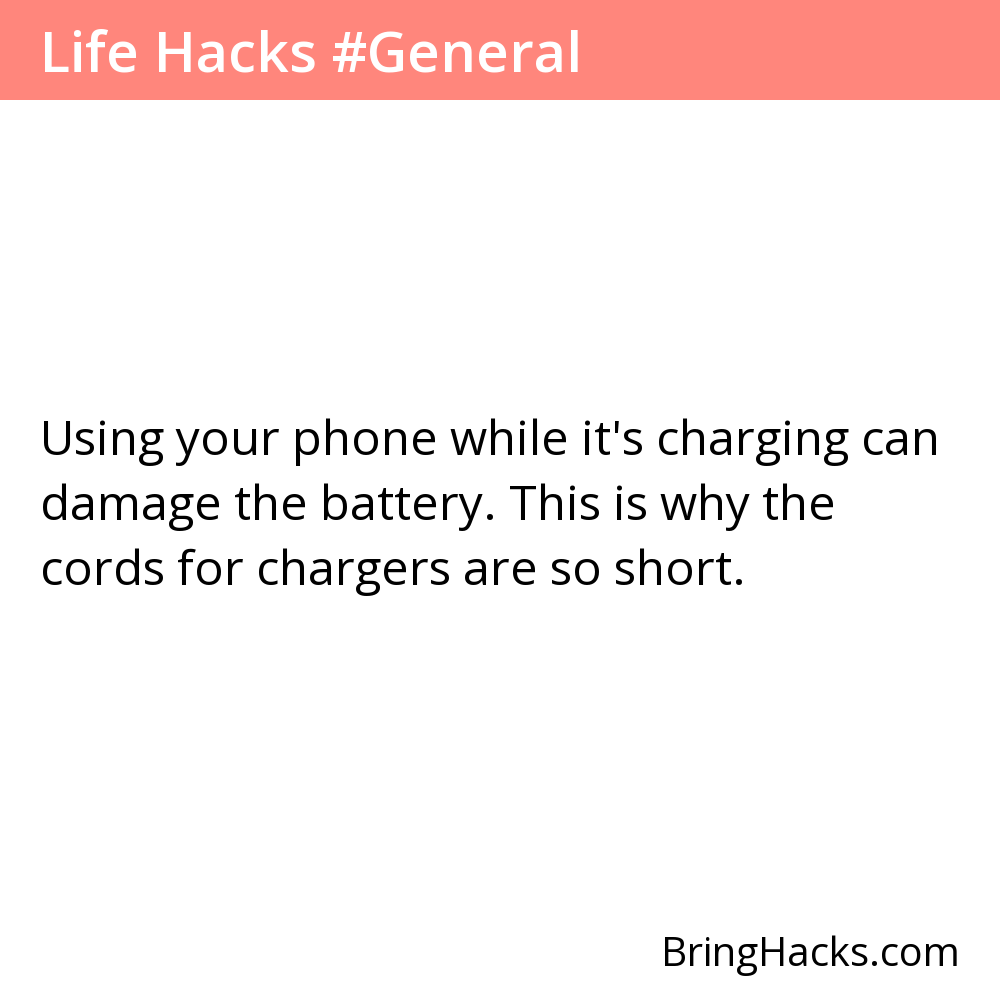 Life Hacks #General
Using your phone while it's charging can
damage the battery. This is why the
cords for chargers are so short.
BringHacks.com